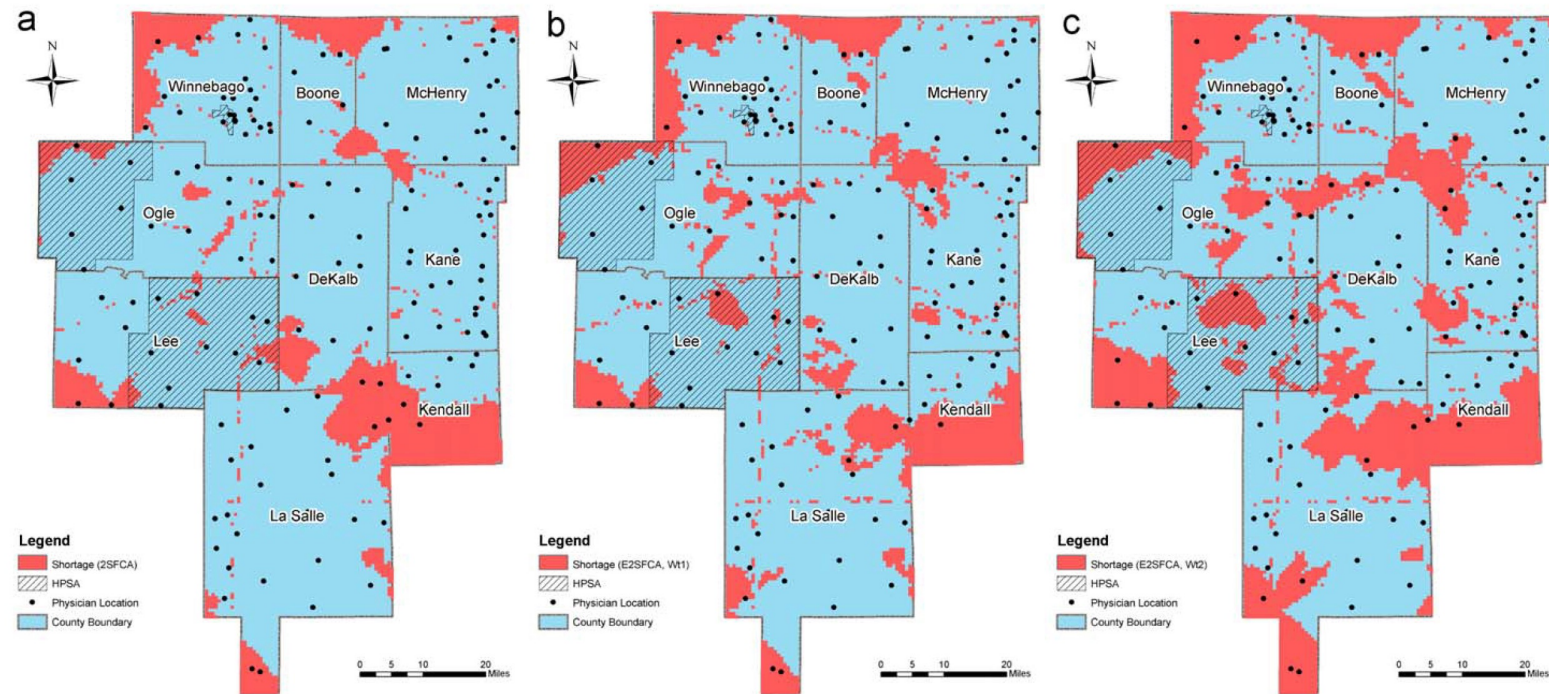 a
N
Winnebago
Boone
McHenry
Ogle
DeKalb
Kane
Lee
Kendall
La Salle
Legend
Shortage (2SFCA)
HPSA
Physician Location
County Boundary
0 5 10 20
Miles
b
N
Winnebago
Boone
McHenry
Ogle
DeKalb
Kane
Lee
Kendall
La Salle
Legend
Shortage (E2SFCA, Wt1)
HPSA
Physician Location
County Boundary
0 5 10 20
Miles
c
N
Winnebago
Boone
McHenry
Ogle
DeKalb
Kane
Lee
Kendall
La Salle
Legend
Shortage (E2SFCA, Wt2)
HPSA
Physician Location
County Boundary
0 5 10 20
Miles